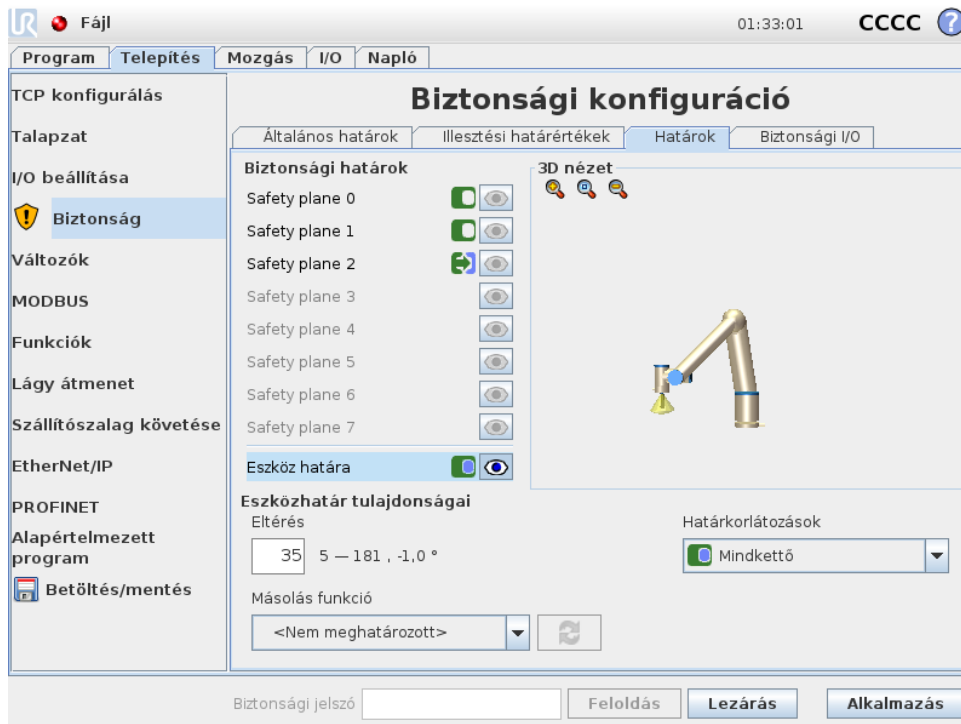 UR Fájl 01:33:01 CCCC ?
Program Telepítés Mozgás I/O Napló
TCP konfigurálás
Talapzat
I/O beállítása
Biztonság
Változók
MODBUS
Funkciók
Lágy átmenet
Szállítószalag követése
EtherNet/IP
PROFINET
Alapértelmezett
program
Betöltés/mentés
Biztonsági konfiguráció
Általános határok Illesztési határértékek Határok Biztonsági I/O
Biztonsági határok
Safety plane 0
Safety plane 1
Safety plane 2
Safety plane 3
Safety plane 4
Safety plane 5
Safety plane 6
Safety plane 7
Eszköz határa
3D nézet
Eszközhatár tulajdonságai
Eltérés
35 5 — 181 , -1,0 °
Határkorlátozások
Mindkettő
Másolás funkció
<Nem meghatározott>
Biztonsági jelszó Feloldás Lezárás Alkalmazás